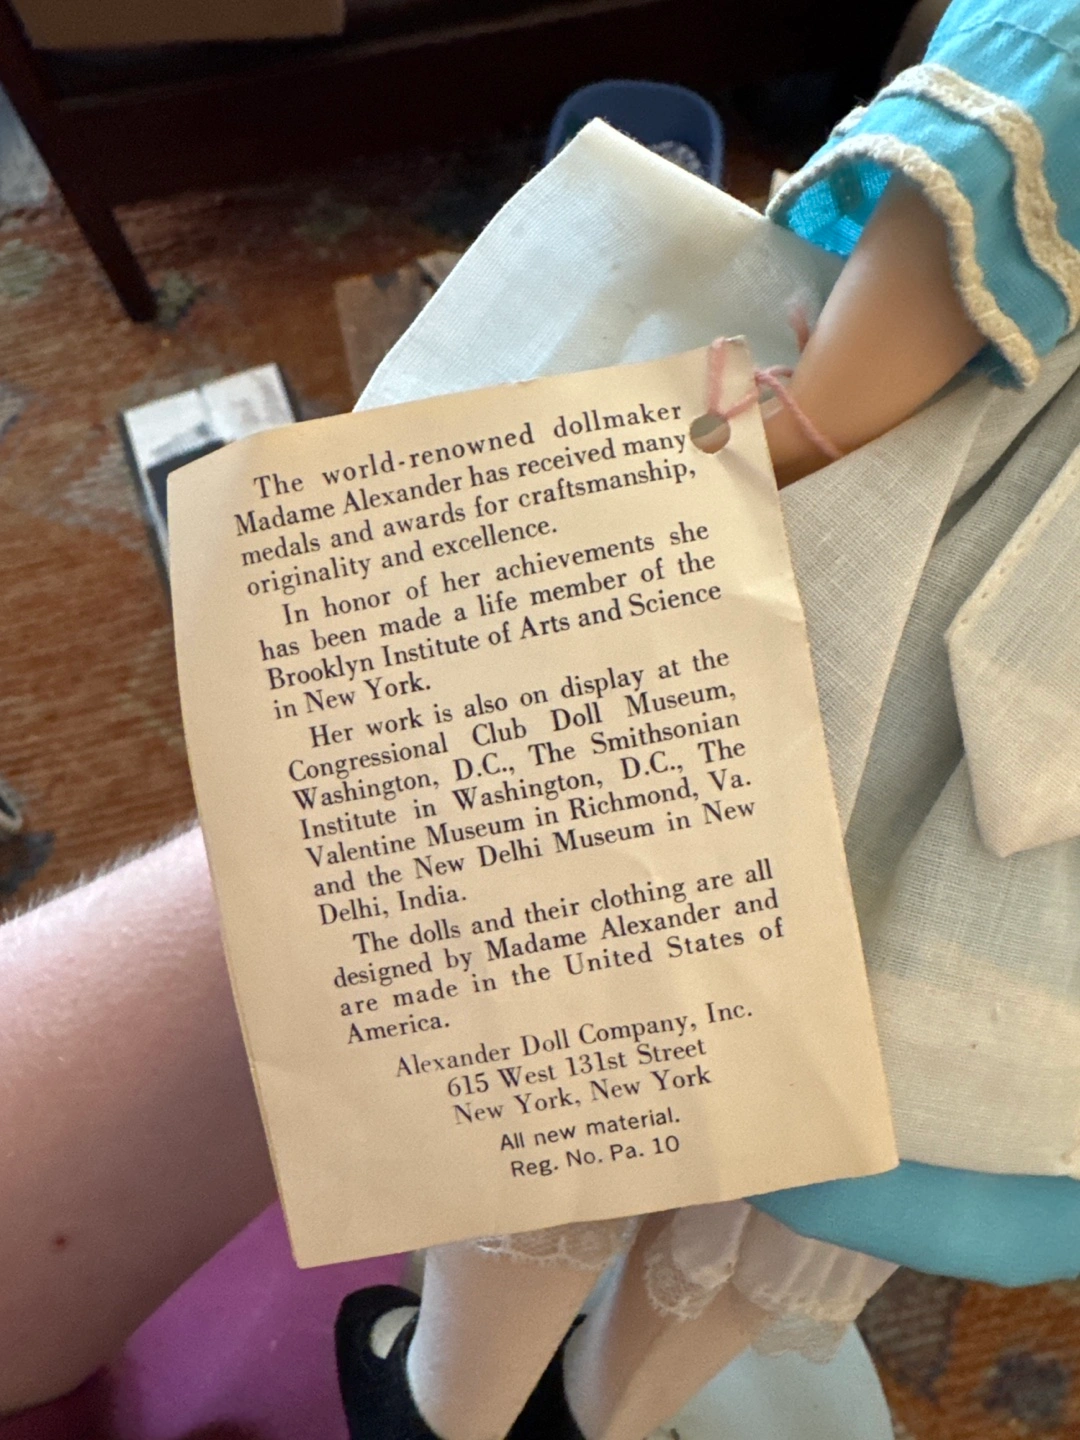 The world-renowned dollmaker
Madame Alexander has received many
medals and awards for craftsmanship,
originality and excellence.
In honor of her achievements she
has been made a life member of the
Brooklyn Institute of Arts and Science
in New York.
Her work is also on display at the
Congressional Club Doll Museum,
Washington, D.C., The Smithsonian
Institute in Washington, D.C., The
Valentine Museum in Richmond, Va.
and the New Delhi Museum in New
Delhi, India.
The dolls and their clothing are all
designed by Madame Alexander and
are made in the United States of
America.
Alexander Doll Company, Inc.
615 West 131st Street
New York, New York
All new material.
Reg. No. Pa. 10